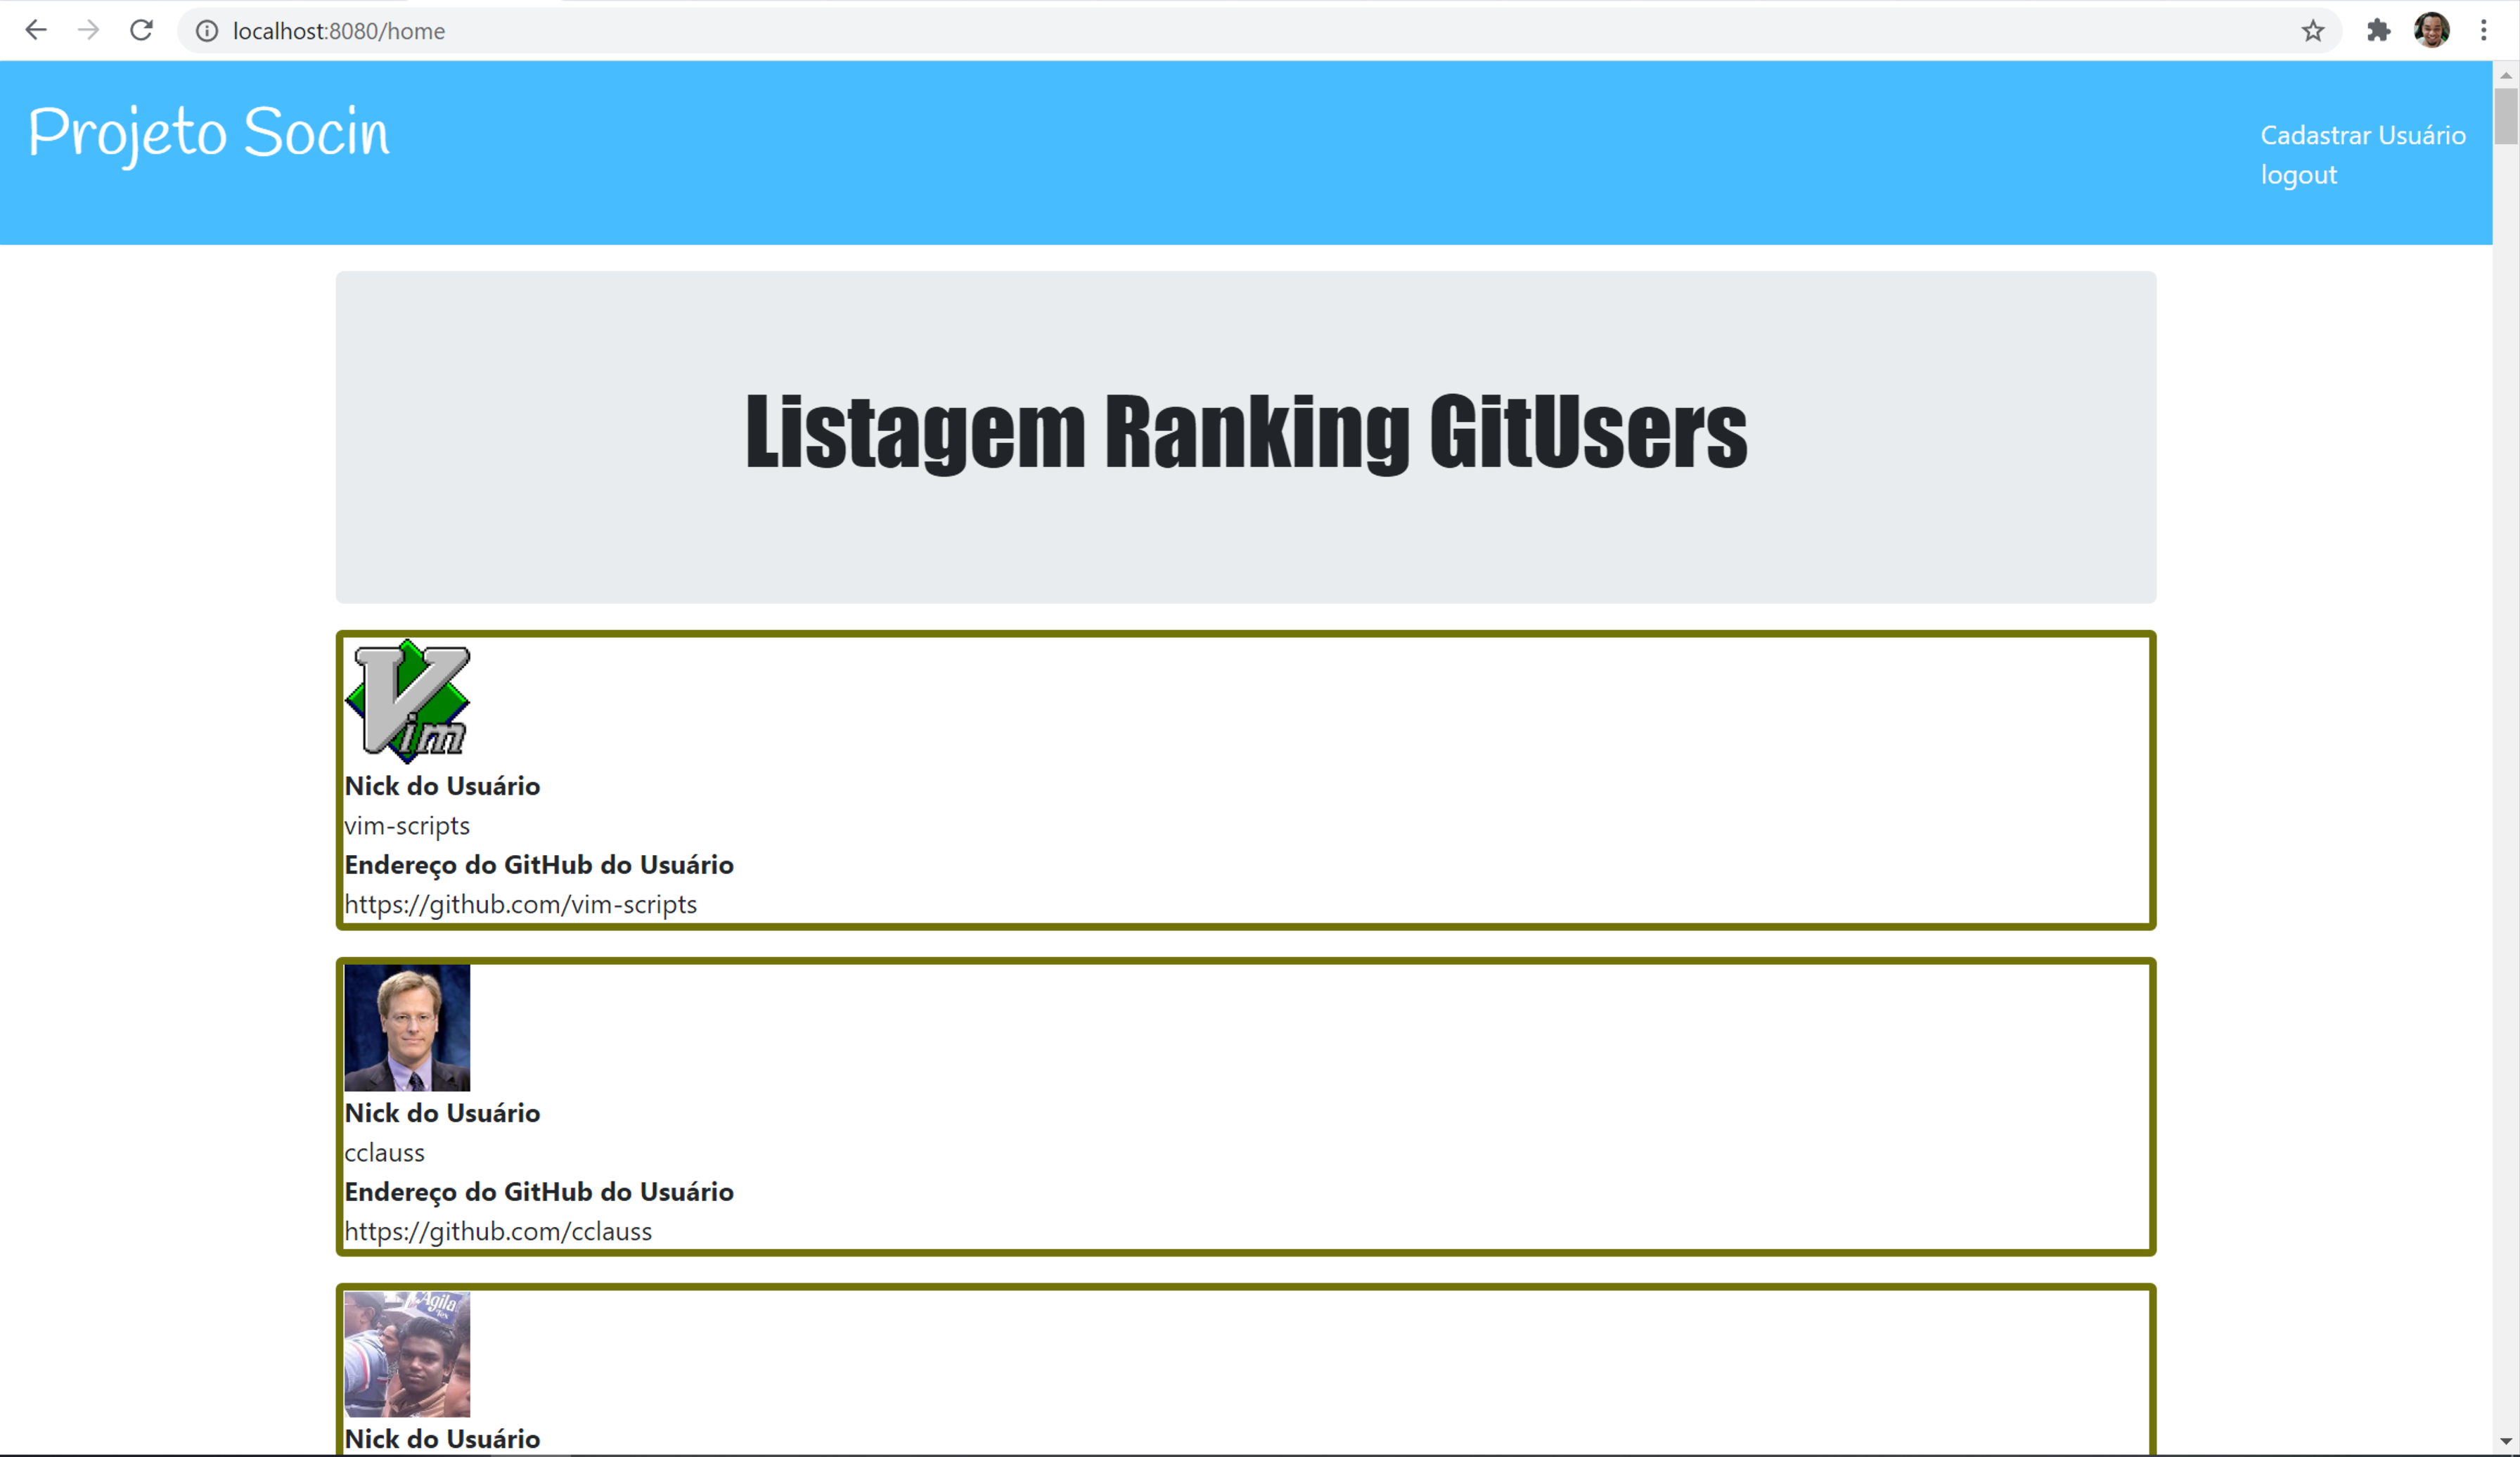 localhost:8080/home
Projeto Socin
Cadastrar Usuário
logout
Listagem Ranking GitUsers
Vim
Nick do Usuário
vim-scripts
Endereço do GitHub do Usuário
https://github.com/vim-scripts
Nick do Usuário
cclauss
Endereço do GitHub do Usuário
https://github.com/cclauss
Agila
Nick do Usuário